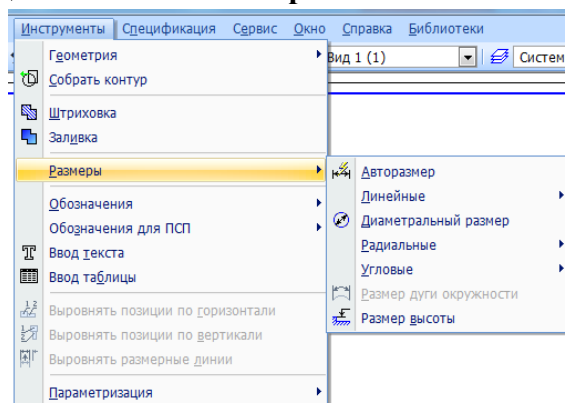 Инструменты Спецификация Сервис Окно Справка Библиотеки
Геометрия
Вид 1 (1)
Систем
Собрать контур
Штриховка
Заливка
Размеры
Авторазмер
Линейные
Обозначения
Диаметральный размер
Обозначения для ПСП
Радиальные
Ввод текста
Угловые
Ввод таблицы
Размер дуги окружности
Выровнять позиции по горизонтали
Размер высоты
Выровнять позиции по вертикали
Выровнять размерные линии
Параметризация